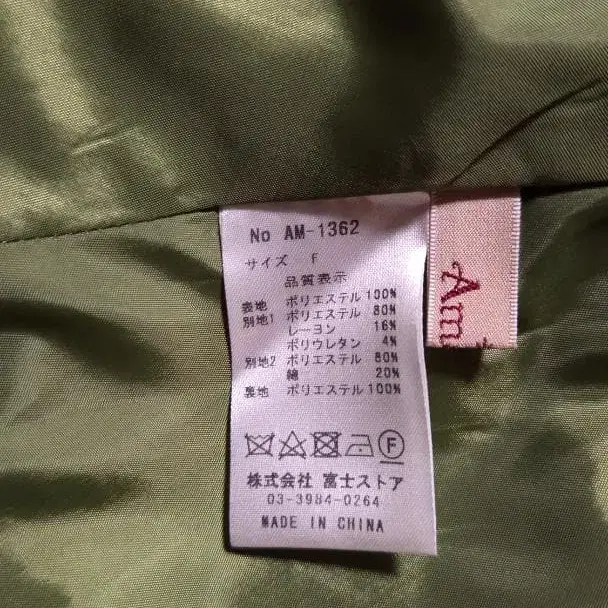 No AM-1362
サイズ F
品質表示
表地 ポリエステル 100%
別地1 ポリエステル 80%
レーヨン 16%
ポリウレタン 4%
別地2 ポリエステル 80%
綿 20%
裏地 ポリエステル 100%
F
株式会社 富士ストア
03-3984-0264
MADE IN CHINA
Am